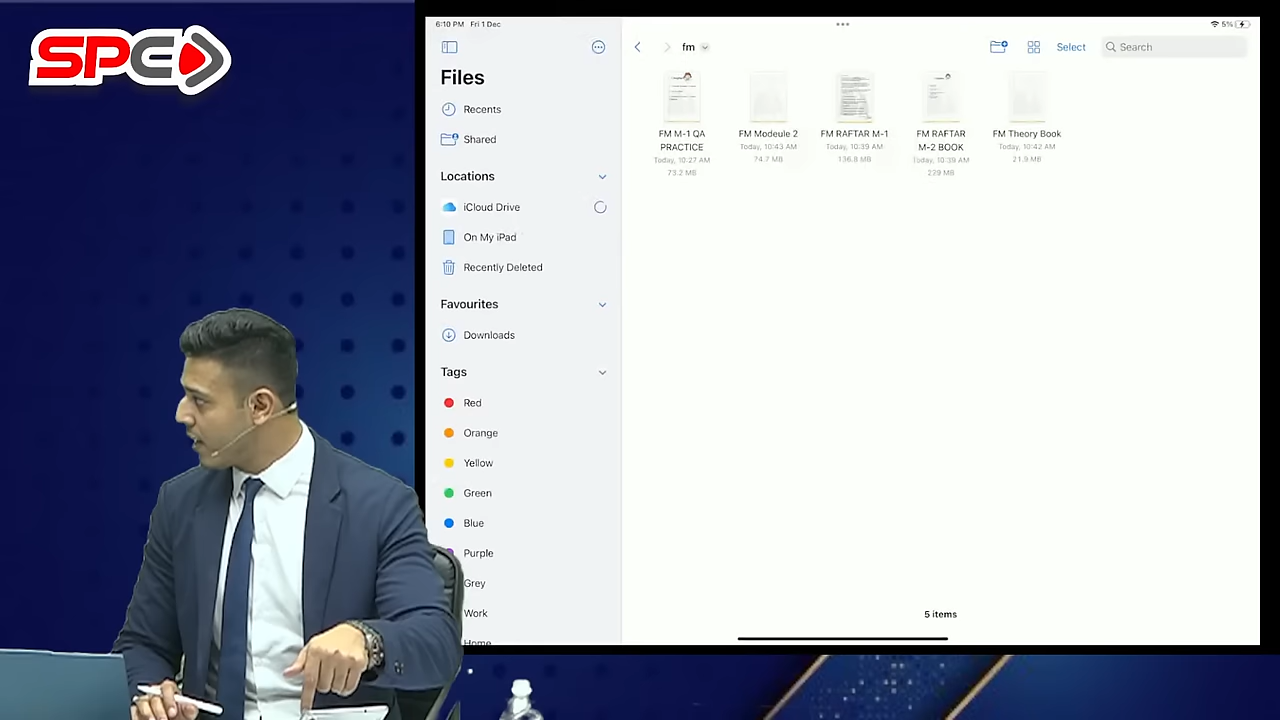 SPC
6:10 PM Fri 1 Dec
5%
fm
Select
Search
Files
Recents
Shared
Locations
iCloud Drive
On My iPad
Recently Deleted
Favourites
Downloads
Tags
Red
Orange
Yellow
Green
Blue
Purple
Grey
Work
Home
FM M-1 QA
PRACTICE
Today, 10:27 AM
73.2 MB
FM Modeule 2
Today, 10:43 AM
74.7 MB
FM RAFTAR M-1
Today, 10:39 AM
136.8 MB
FM RAFTAR
M-2 BOOK
Today, 10:39 AM
229 MB
FM Theory Book
Today, 10:42 AM
21.9 MB
5 items